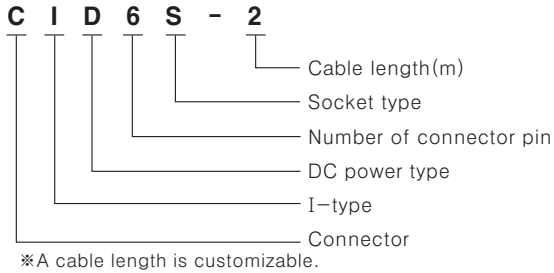 C I D 6 S - 2
Cable length(m)
Socket type
Number of connector pin
DC power type
I-type
Connector
※A cable length is customizable.